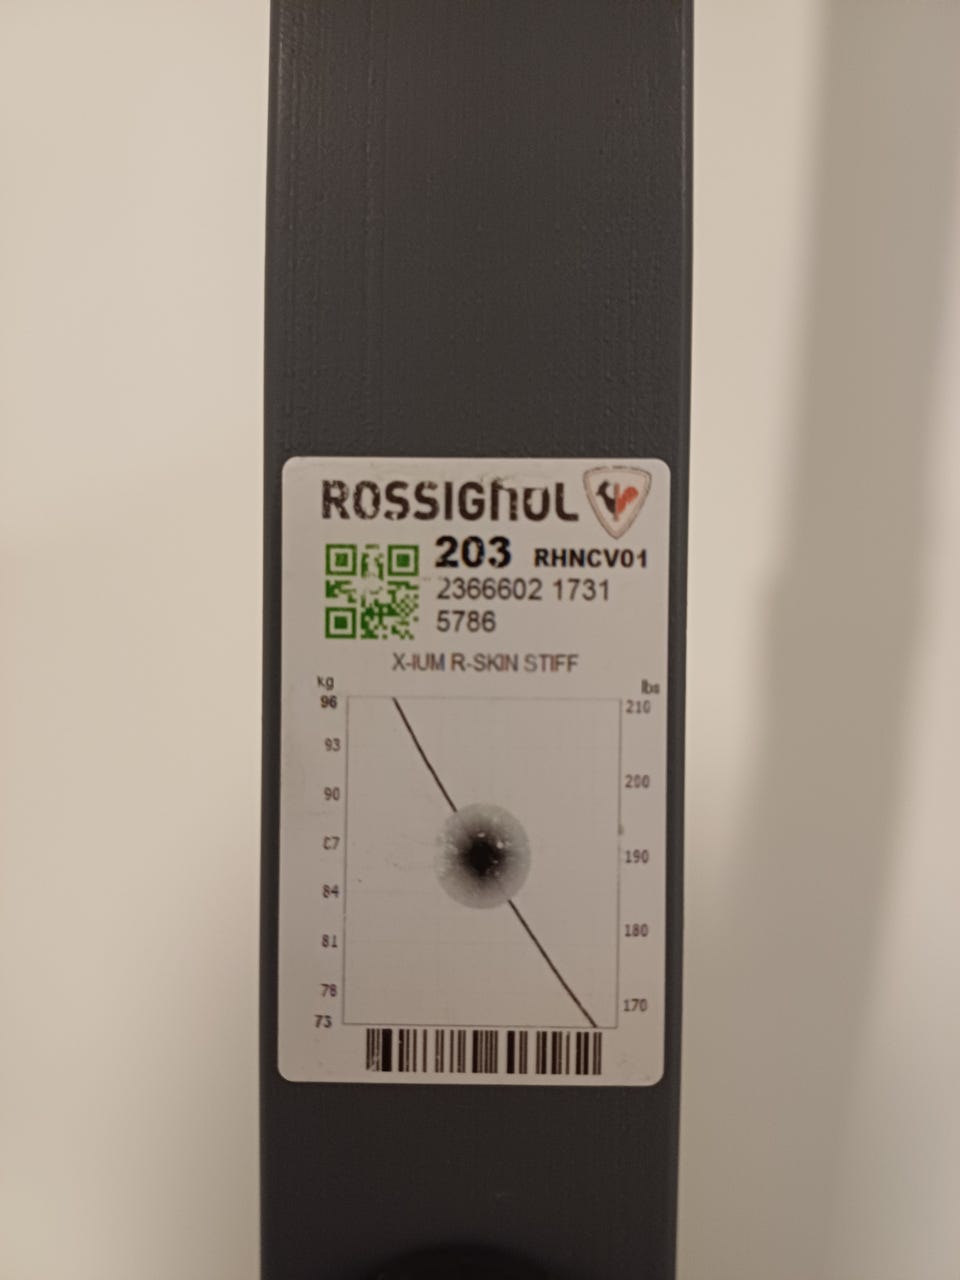 ROSSIGNOL
203 RHNCV01
2366602 1731
5786
X-IUM R-SKIN STIFF
kg lbs
96 210
93
90 200
84 190
81 180
78 170